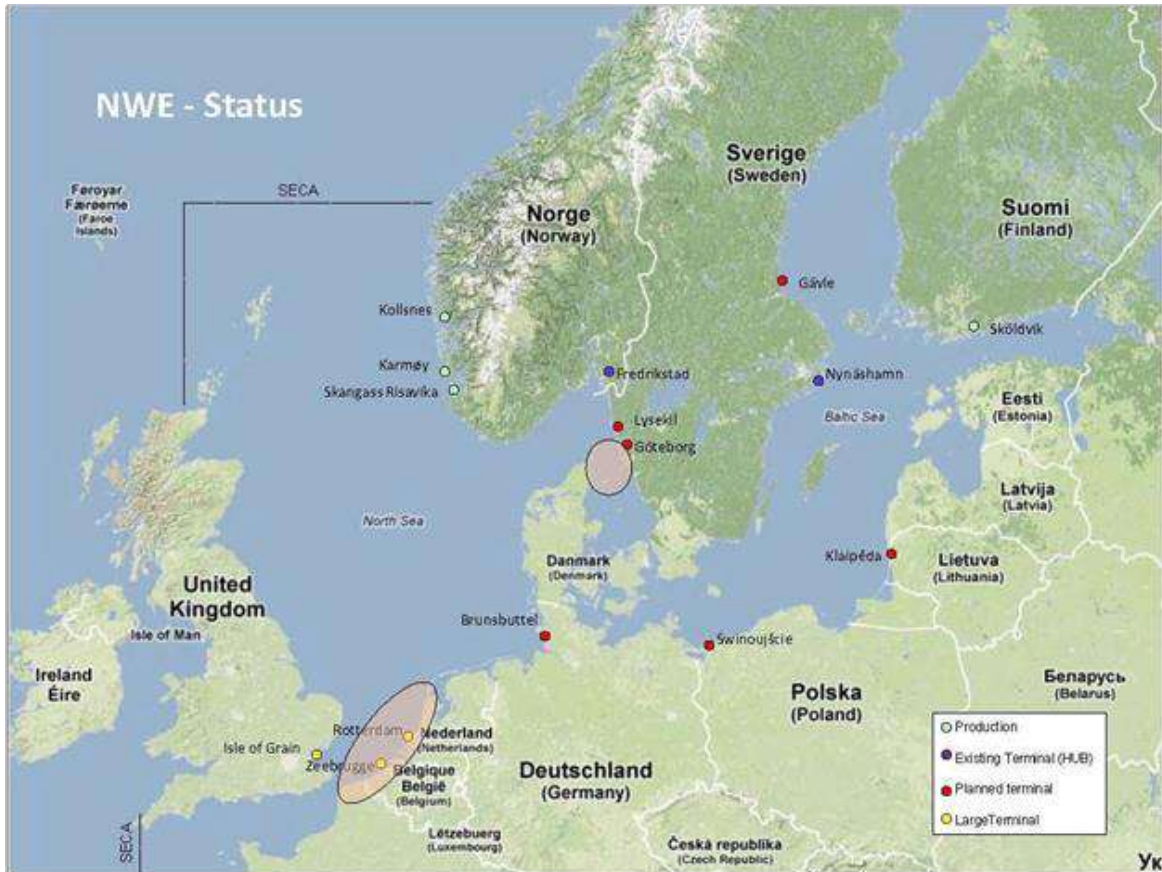 NWE - Status
Føroyar
Færøerne
(Faroe
Islands)
SECA
Norge
(Norway)
Sverige
(Sweden)
Suomi
(Finland)
Gävle
Kollsnes
Sköldvik
Karmøy
Fredrikstad
Nynäshamn
Skangass Risavika
Eesti
(Estonia)
Baltic Sea
Lysekil
Göteborg
Latvija
(Latvia)
North Sea
Danmark
(Denmark)
Klaipėda
Lietuva
(Lithuania)
United
Kingdom
Isle of Man
Brunsbuttel
Swinoujście
Ireland
Éire
Polska
(Poland)
Беларусь
(Belarus)
Rotterdam
Nederland
(Netherlands)
Isle of Grain
Zeebrugge
Belgique
België
(Belgium)
Deutschland
(Germany)
Production
Existing Terminal (HUB)
Planned terminal
LargeTerminal
Lëtzebuerg
(Luxembourg)
Česká republika
(Czech Republic)
SECA
Ук